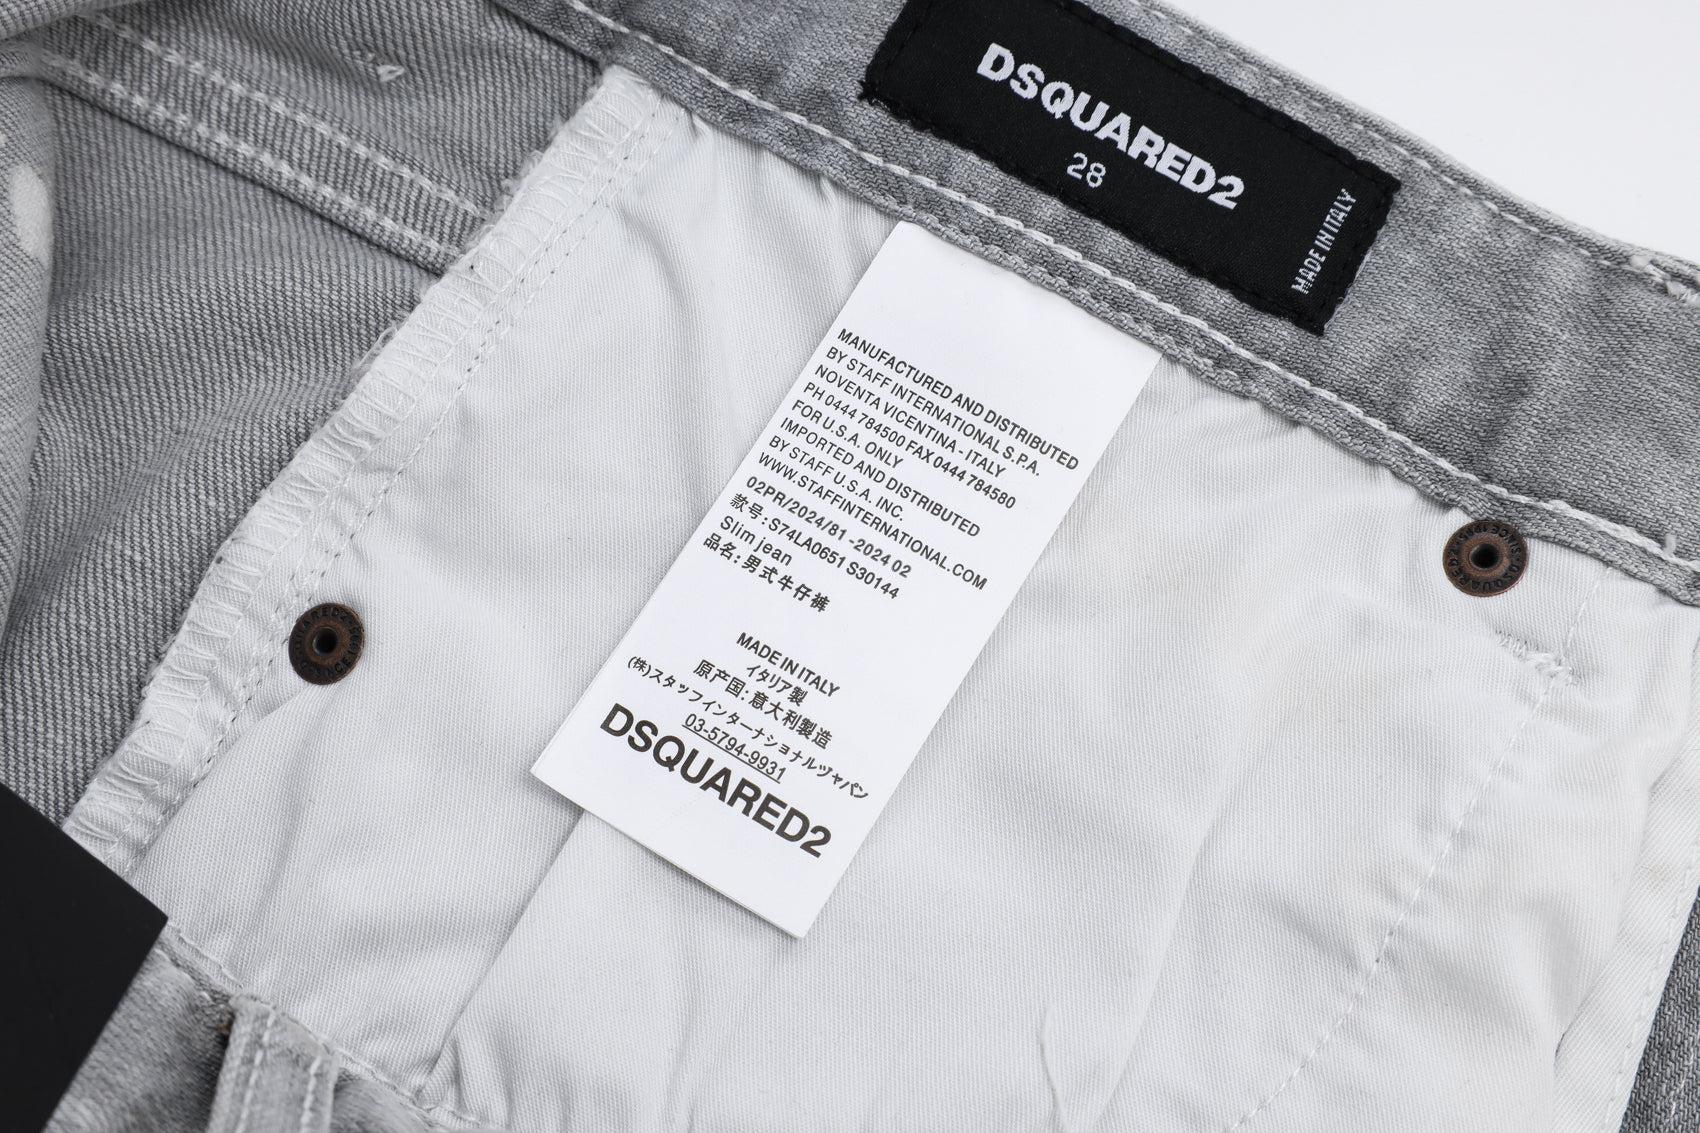 DSQUARED2
28
MADE IN ITALY
MANUFACTURED AND DISTRIBUTED
BY STAFF INTERNATIONAL S.P.A.
NOVENTA VICENTINA - ITALY
PH 0444 784500 FAX 0444 784580
FOR U.S.A. ONLY
IMPORTED AND DISTRIBUTED
BY STAFF U.S.A. INC.
WWW.STAFFINTERNATIONAL.COM
02PR/2024/81 -2024 02
款号:S74LA0651 S30144
Slim jean
品名:男式牛仔裤
MADE IN ITALY
イタリア製
原产国:意大利製造
(株)スタッフインターナショナルヅャパン
03-5794-9931
DSQUARED2